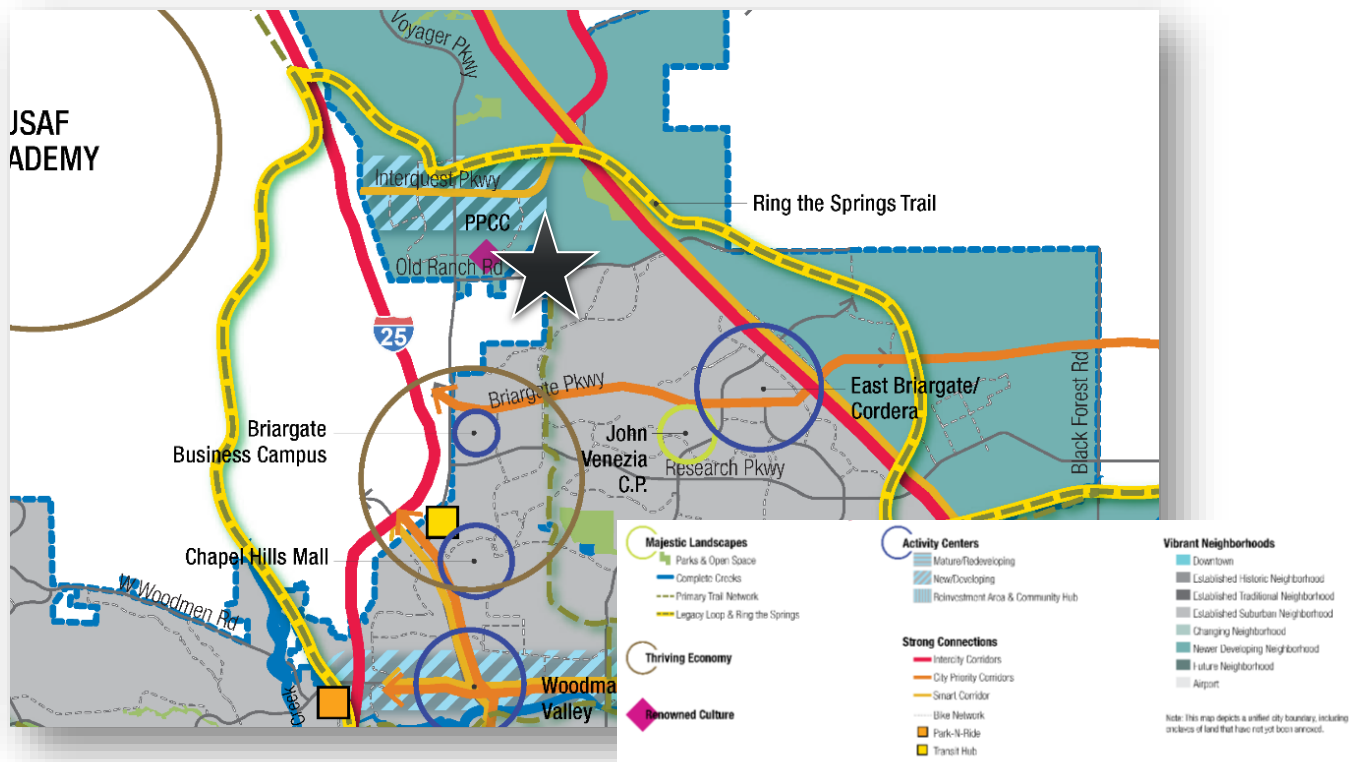 Voyager Pkwy
USAF
ACADEMY
Interquest Pkwy
Ring the Springs Trail
PPCC
Old Ranch Rd
25
Briargate Pkwy
East Briargate/
Cordera
Black Forest Rd
Briargate
Business Campus
John
Venezia
C.P.
Research Pkwy
Chapel Hills Mall
W Woodmen Rd
Creek
Woodma
Valley
Majestic Landscapes
Parks & Open Space
Complete Creeks
Primary Trail Network
Legacy Loop & Ring the Springs
Thriving Economy
Renowned Culture
Activity Centers
Mature/Redeveloping
New/Developing
Reinvestment Area & Community Hub
Strong Connections
Intercity Corridors
City Priority Corridors
Smart Corridor
Bike Network
Park-N-Ride
Transit Hub
Vibrant Neighborhoods
Downtown
Established Historic Neighborhood
Established Traditional Neighborhood
Established Suburban Neighborhood
Changing Neighborhood
Newer Developing Neighborhood
Future Neighborhood
Airport
Note: This map depicts a unified city boundary, including
enclaves of land that have not yet been annexed.